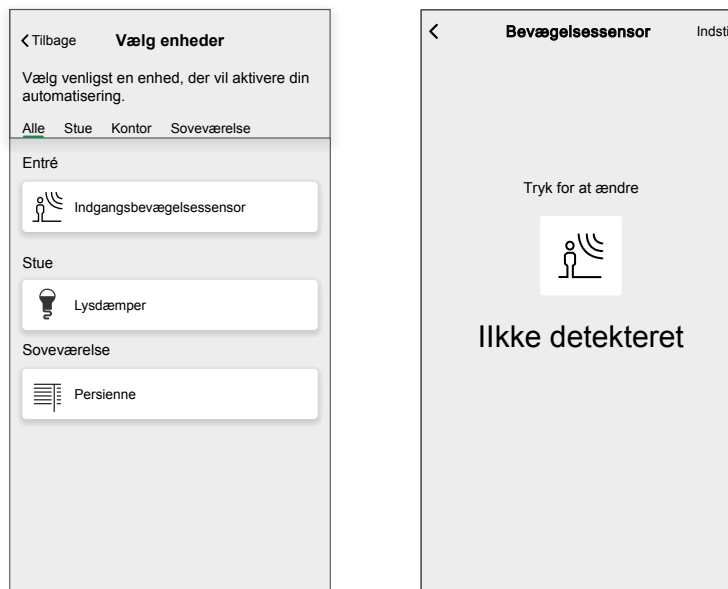 Tilbage
Vælg enheder
Vælg venligst en enhed, der vil aktivere din
automatisering.
Alle Stue Kontor Soveværelse
Entré
Indgangsbevægelsessensor
Stue
Lysdæmper
Soveværelse
Persienne
Bevægelsessensor
Tryk for at ændre
IIkke detekteret